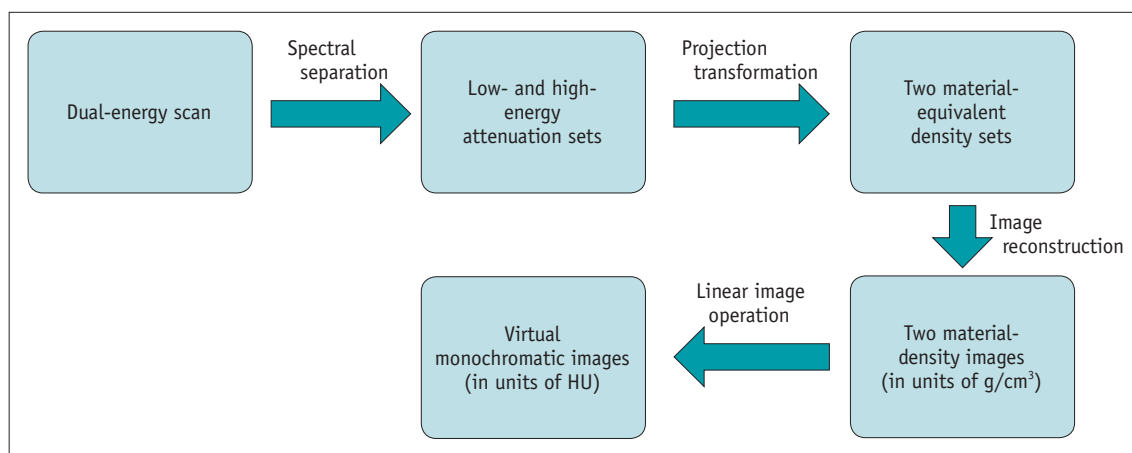 Dual-energy scan
Spectral
separation
Low- and high-
energy
attenuation sets
Projection
transformation
Two material-
equivalent
density sets
Image
reconstruction
Two material-
density images
(in units of g/cm³)
Linear image
operation
Virtual
monochromatic images
(in units of HU)